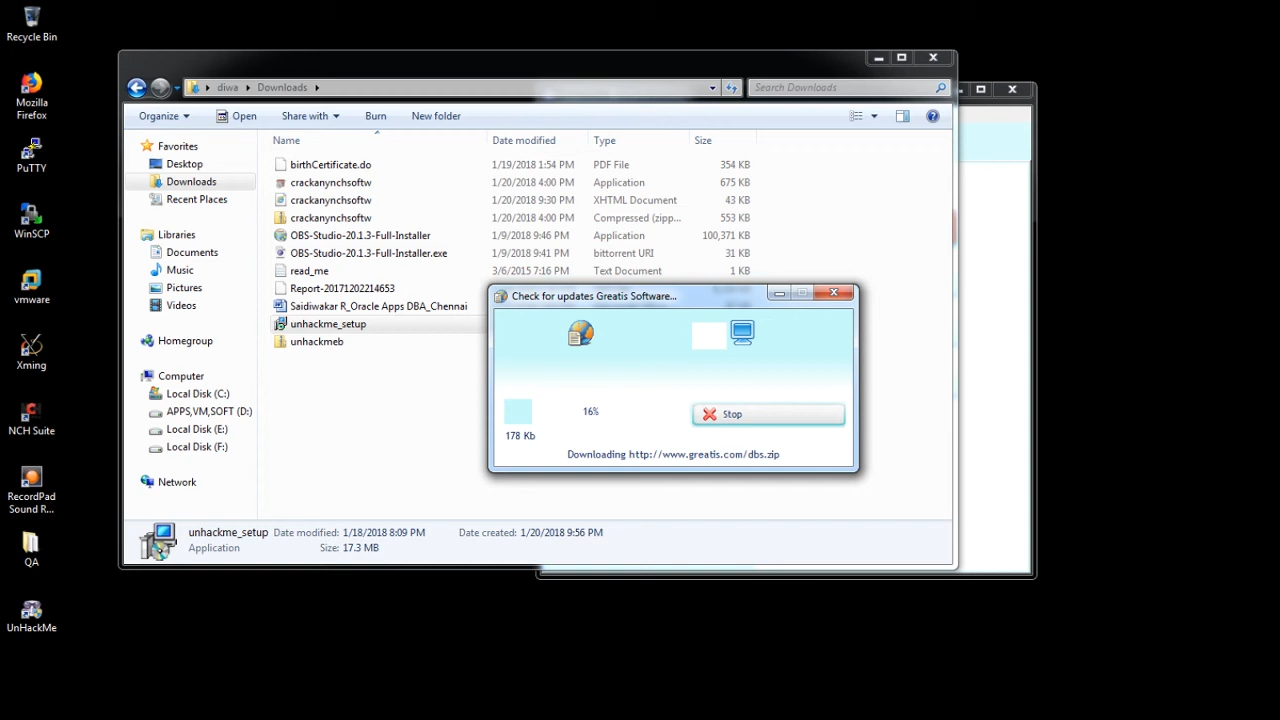 Recycle Bin
Mozilla
Firefox
PuTTY
WinSCP
vmware
Xming
NCH Suite
RecordPad
Sound R...
QA
UnHackMe
diwa
Downloads
Search Downloads
Organize
Open
Share with
Burn
New folder
Favorites
Desktop
Downloads
Recent Places
Libraries
Documents
Music
Pictures
Videos
Homegroup
Computer
Local Disk (C:)
APPS,VM,SOFT (D:)
Local Disk (E:)
Local Disk (F:)
Network
Name Date modified Type Size
birthCertificate.do 1/19/2018 1:54 PM PDF File 354 KB
crackanynchsoftw 1/20/2018 4:00 PM Application 675 KB
crackanynchsoftw 1/20/2018 9:30 PM XHTML Document 43 KB
crackanynchsoftw 1/20/2018 4:00 PM Compressed (zipp... 553 KB
OBS-Studio-20.1.3-Full-Installer 1/9/2018 9:46 PM Application 100,371 KB
OBS-Studio-20.1.3-Full-Installer.exe 1/9/2018 9:41 PM bittorrent URI 31 KB
read_me 3/6/2015 7:16 PM Text Document 1 KB
Report-20171202214653
Saidiwakar R_Oracle Apps DBA_Chennai
unhackme_setup
unhackmeb
Check for updates Greatis Software...
16%
Stop
178 Kb
Downloading http://www.greatis.com/dbs.zip
unhackme_setup Date modified: 1/18/2018 8:09 PM Date created: 1/20/2018 9:56 PM
Application Size: 17.3 MB